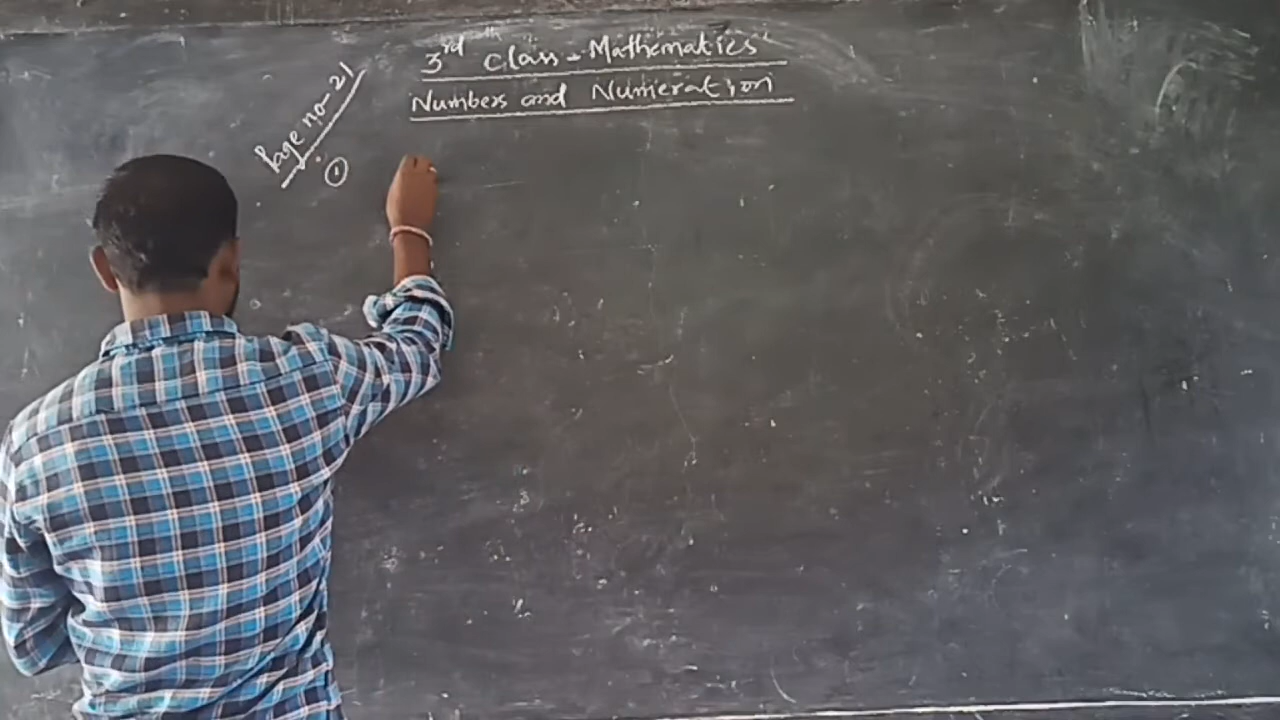 3rd class - Mathematics
Numbers and Numeration
Page no - 21
①